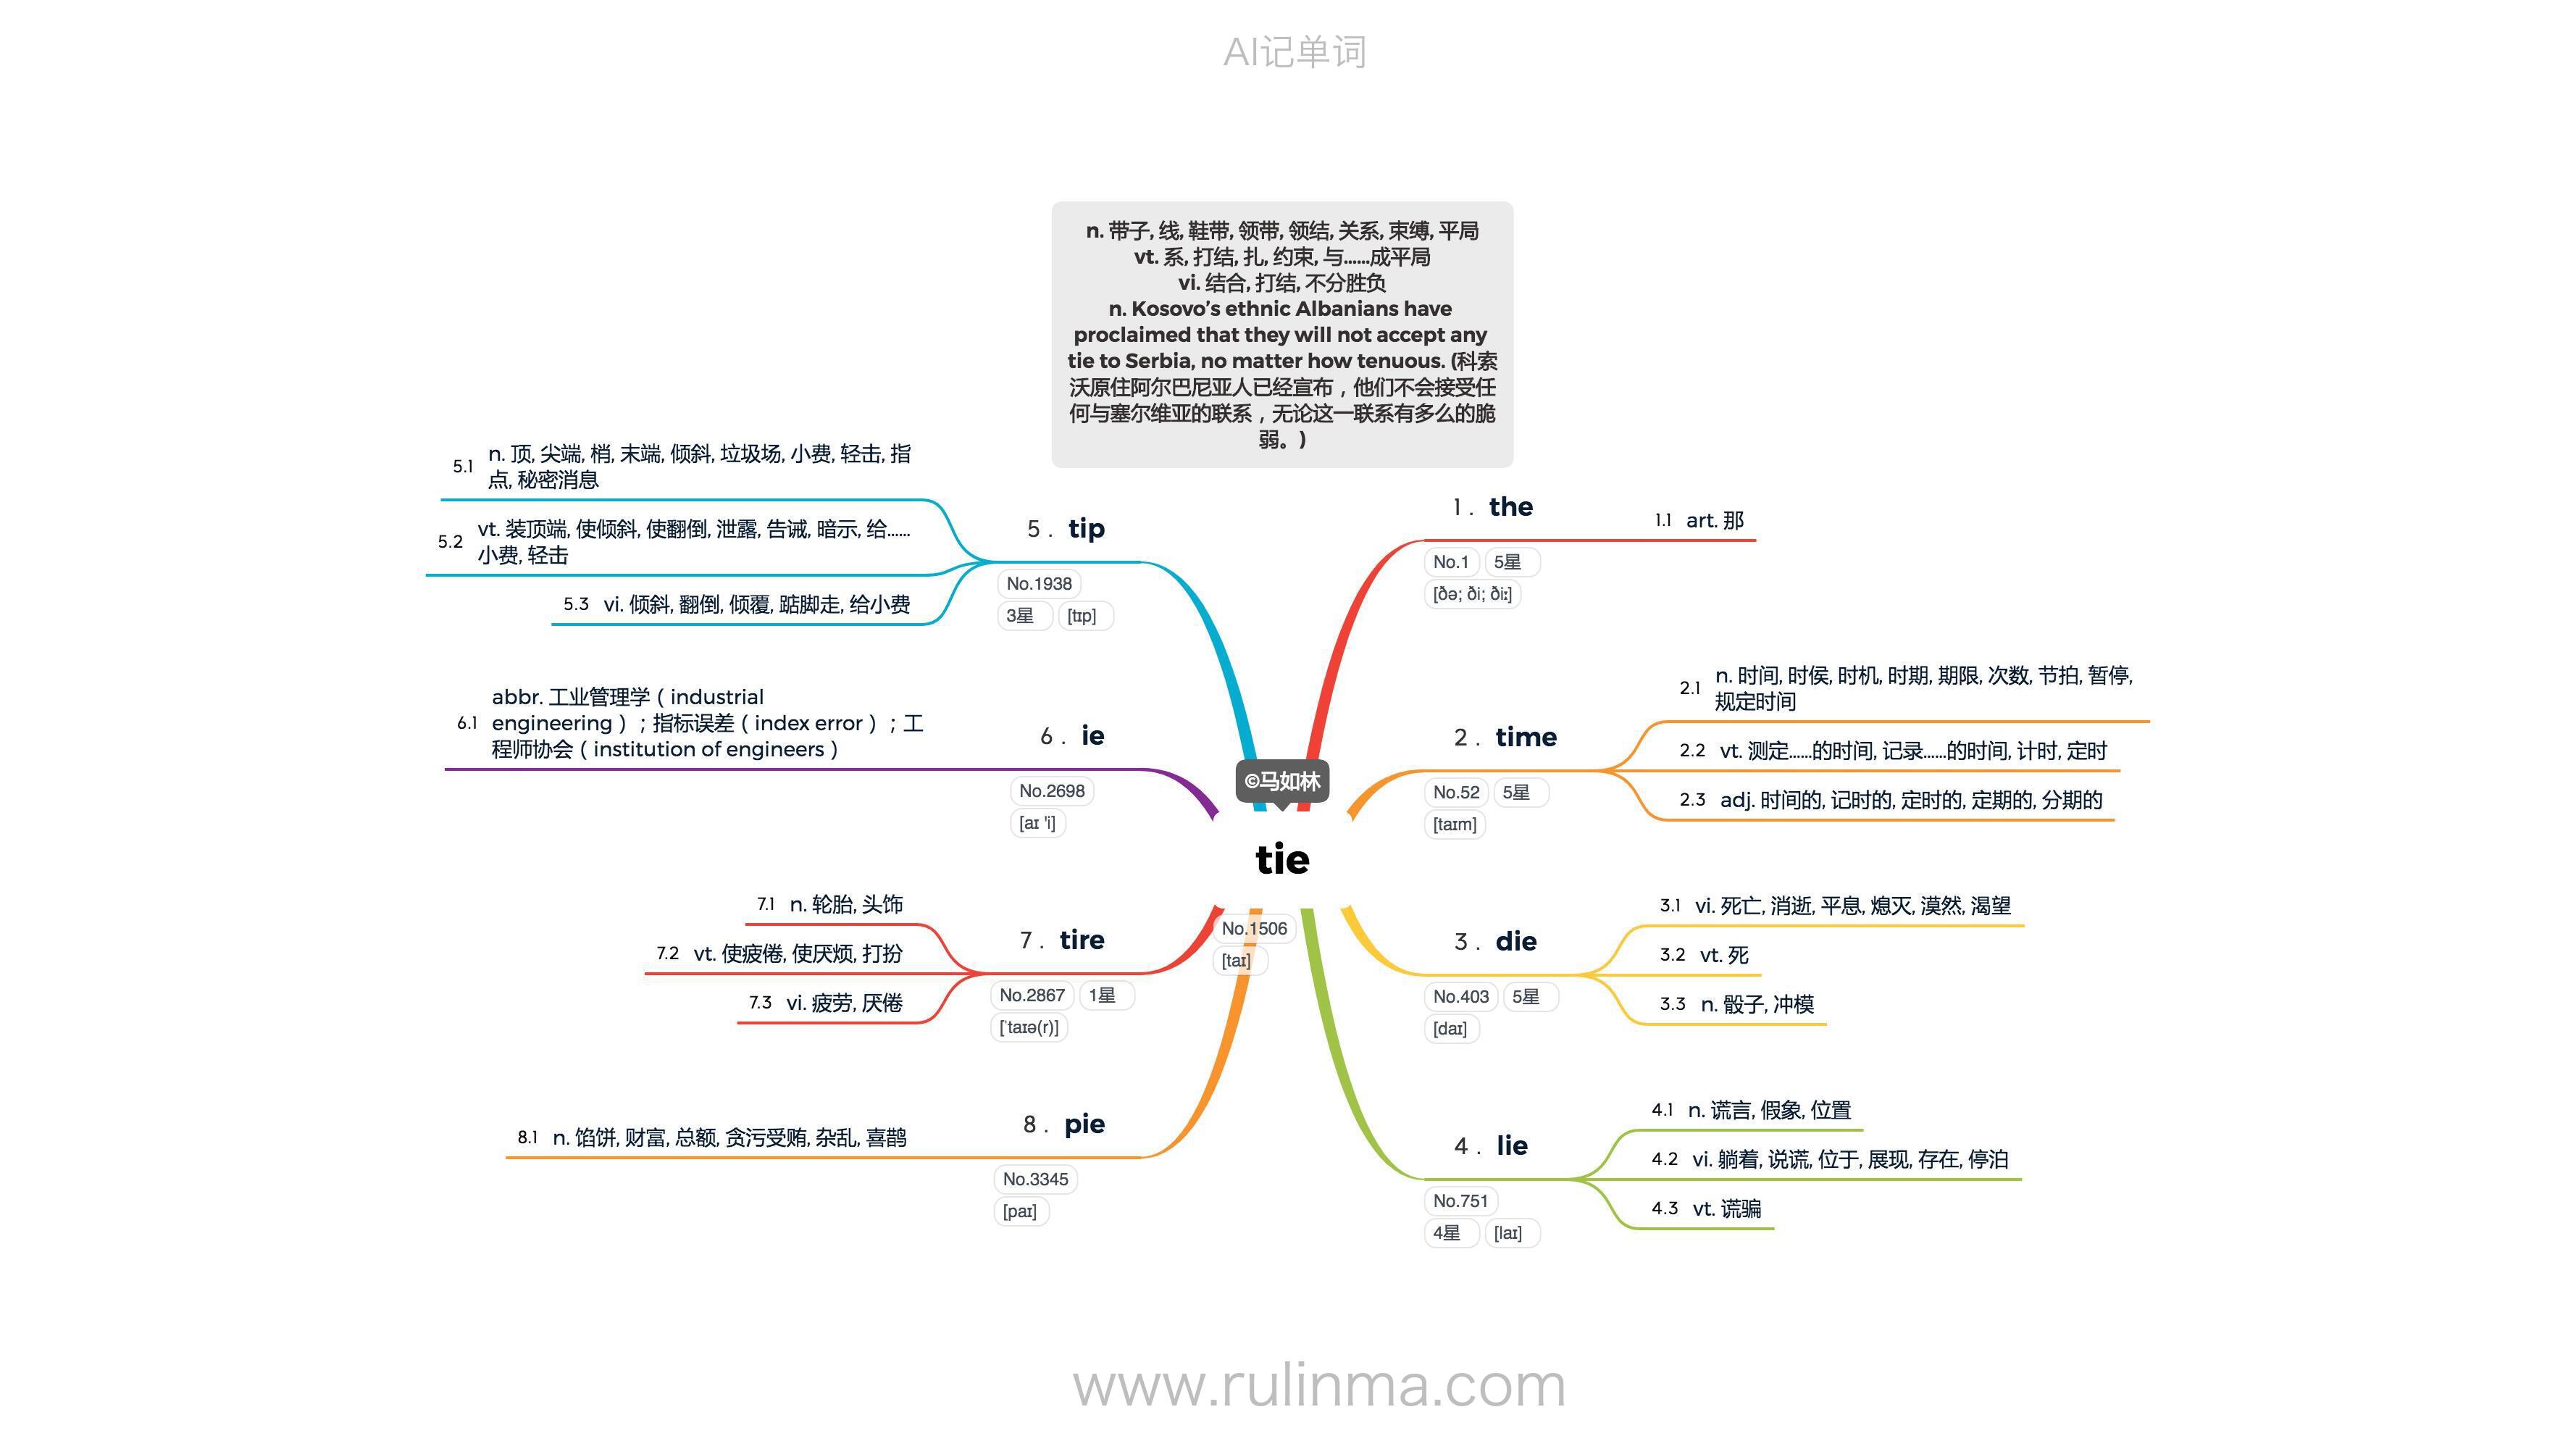 AI记单词
n. 带子, 线, 鞋带, 领带, 领结, 关系, 束缚, 平局
vt. 系, 打结, 扎, 约束, 与……成平局
vi. 结合, 打结, 不分胜负
n. Kosovo’s ethnic Albanians have
proclaimed that they will not accept any
tie to Serbia, no matter how tenuous. (科索
沃原住阿尔巴尼亚人已经宣布，他们不会接受任
何与塞尔维亚的联系，无论这一联系有多么的脆
弱。)
©马如林
tie
No.1506
[taɪ]
1. the
No.1 5星
[ðə; ði; ði:]
1.1 art. 那
2. time
No.52 5星
[taɪm]
2.1 n. 时间, 时侯, 时机, 时期, 期限, 次数, 节拍, 暂停,
规定时间
2.2 vt. 测定……的时间, 记录……的时间, 计时, 定时
2.3 adj. 时间的, 记时的, 定时的, 定期的, 分期的
3. die
No.403 5星
[daɪ]
3.1 vi. 死亡, 消逝, 平息, 熄灭, 漠然, 渴望
3.2 vt. 死
3.3 n. 骰子, 冲模
4. lie
No.751
4星 [laɪ]
4.1 n. 谎言, 假象, 位置
4.2 vi. 躺着, 说谎, 位于, 展现, 存在, 停泊
4.3 vt. 谎骗
5. tip
No.1938
3星 [tɪp]
5.1 n. 顶, 尖端, 梢, 末端, 倾斜, 垃圾场, 小费, 轻击, 指
点, 秘密消息
5.2 vt. 装顶端, 使倾斜, 使翻倒, 泄露, 告诫, 暗示, 给……
小费, 轻击
5.3 vi. 倾斜, 翻倒, 倾覆, 踮脚走, 给小费
6. ie
No.2698
[aɪ 'i]
6.1 abbr. 工业管理学（industrial
engineering）；指标误差（index error）；工
程师协会（institution of engineers）
7. tire
No.2867 1星
['taɪə(r)]
7.1 n. 轮胎, 头饰
7.2 vt. 使疲倦, 使厌烦, 打扮
7.3 vi. 疲劳, 厌倦
8. pie
No.3345
[paɪ]
8.1 n. 馅饼, 财富, 总额, 贪污受贿, 杂乱, 喜鹊
www.rulinma.com